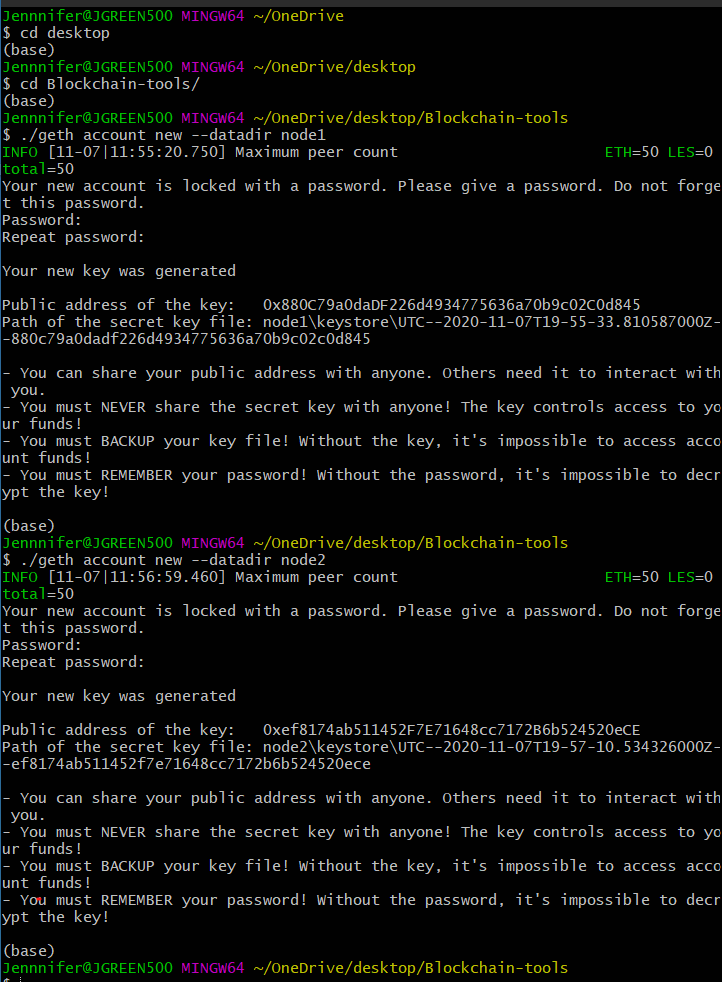 Jennnifer@JGREEN500 MINGW64 ~/OneDrive
$ cd desktop
(base)
Jennnifer@JGREEN500 MINGW64 ~/OneDrive/desktop
$ cd Blockchain-tools/
(base)
Jennnifer@JGREEN500 MINGW64 ~/OneDrive/desktop/Blockchain-tools
$ ./geth account new --datadir node1
INFO [11-07|11:55:20.750] Maximum peer count                       ETH=50 LES=0
total=50
Your new account is locked with a password. Please give a password. Do not forge
t this password.
Password:
Repeat password:

Your new key was generated

Public address of the key:   0x880C79a0daDF226d4934775636a70b9c02C0d845
Path of the secret key file: node1\keystore\UTC--2020-11-07T19-55-33.810587000Z-
-880c79a0dadf226d4934775636a70b9c02c0d845

- You can share your public address with anyone. Others need it to interact with
 you.
- You must NEVER share the secret key with anyone! The key controls access to yo
ur funds!
- You must BACKUP your key file! Without the key, it's impossible to access acco
unt funds!
- You must REMEMBER your password! Without the password, it's impossible to decr
ypt the key!

(base)
Jennnifer@JGREEN500 MINGW64 ~/OneDrive/desktop/Blockchain-tools
$ ./geth account new --datadir node2
INFO [11-07|11:56:59.460] Maximum peer count                       ETH=50 LES=0
total=50
Your new account is locked with a password. Please give a password. Do not forge
t this password.
Password:
Repeat password:

Your new key was generated

Public address of the key:   0xef8174ab511452F7E71648cc7172B6b524520eCE
Path of the secret key file: node2\keystore\UTC--2020-11-07T19-57-10.534326000Z-
-ef8174ab511452f7e71648cc7172b6b524520ece

- You can share your public address with anyone. Others need it to interact with
 you.
- You must NEVER share the secret key with anyone! The key controls access to yo
ur funds!
- You must BACKUP your key file! Without the key, it's impossible to access acco
unt funds!
- You must REMEMBER your password! Without the password, it's impossible to decr
ypt the key!

(base)
Jennnifer@JGREEN500 MINGW64 ~/OneDrive/desktop/Blockchain-tools
$